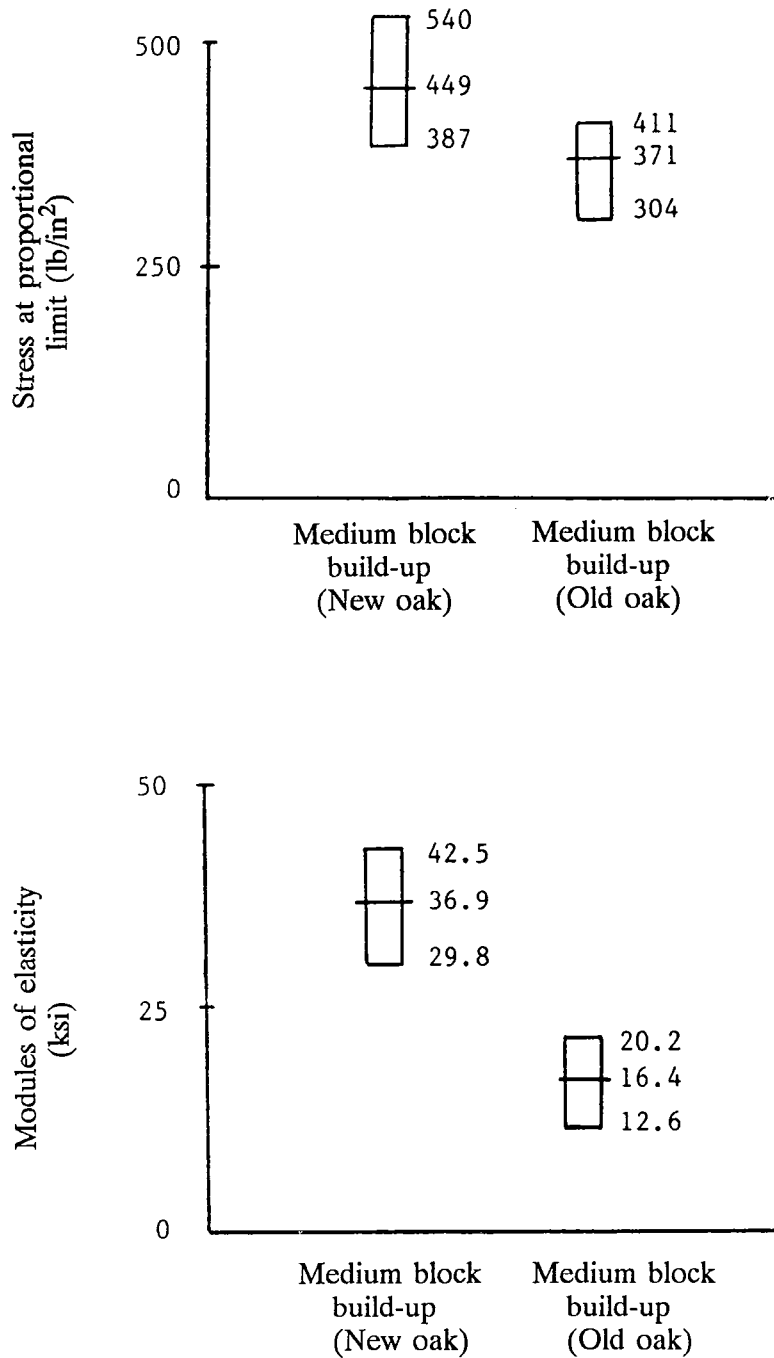 Stress at proportional
limit (lb/in²)
500
250
0
540
449
387
411
371
304
Medium block
build-up
(New oak)
Medium block
build-up
(Old oak)
Modules of elasticity
(ksi)
50
25
0
42.5
36.9
29.8
20.2
16.4
12.6
Medium block
build-up
(New oak)
Medium block
build-up
(Old oak)